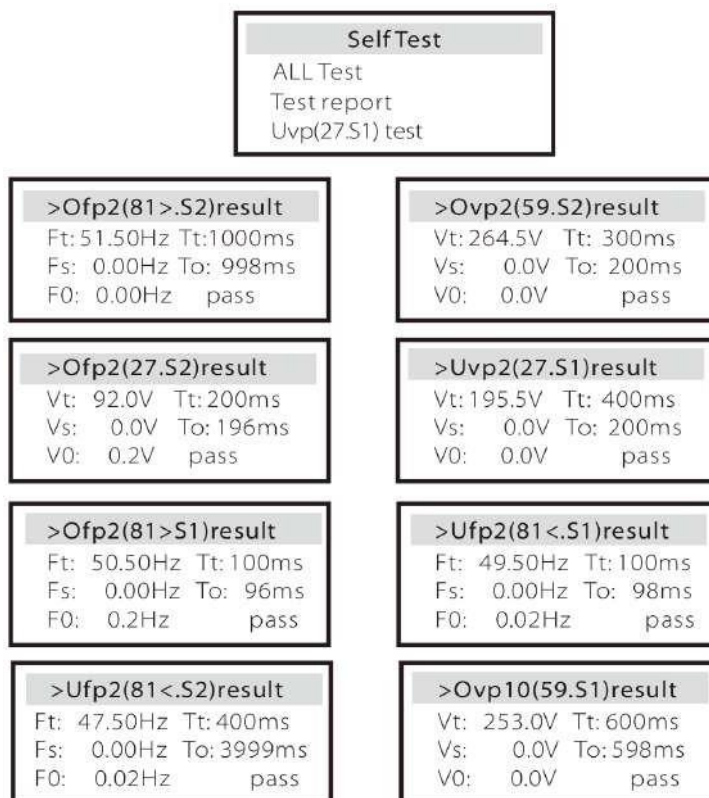 Self Test
ALL Test
Test report
Uvp(27.S1) test
>Ofp2(81>.S2)result
Ft: 51.50Hz Tt:1000ms
Fs: 0.00Hz To: 998ms
F0: 0.00Hz pass
>Ovp2(59.S2)result
Vt: 264.5V Tt: 300ms
Vs: 0.0V To: 200ms
V0: 0.0V pass
>Ofp2(27.S2)result
Vt: 92.0V Tt: 200ms
Vs: 0.0V To: 196ms
V0: 0.2V pass
>Uvp2(27.S1)result
Vt: 195.5V Tt: 400ms
Vs: 0.0V To: 200ms
V0: 0.0V pass
>Ofp2(81>S1)result
Ft: 50.50Hz Tt: 100ms
Fs: 0.00Hz To: 96ms
F0: 0.2Hz pass
>Ufp2(81<.S1)result
Ft: 49.50Hz Tt: 100ms
Fs: 0.00Hz To: 98ms
F0: 0.02Hz pass
>Ufp2(81<.S2)result
Ft: 47.50Hz Tt: 400ms
Fs: 0.00Hz To: 3999ms
F0: 0.02Hz pass
>Ovp10(59.S1)result
Vt: 253.0V Tt: 600ms
Vs: 0.0V To: 598ms
V0: 0.0V pass